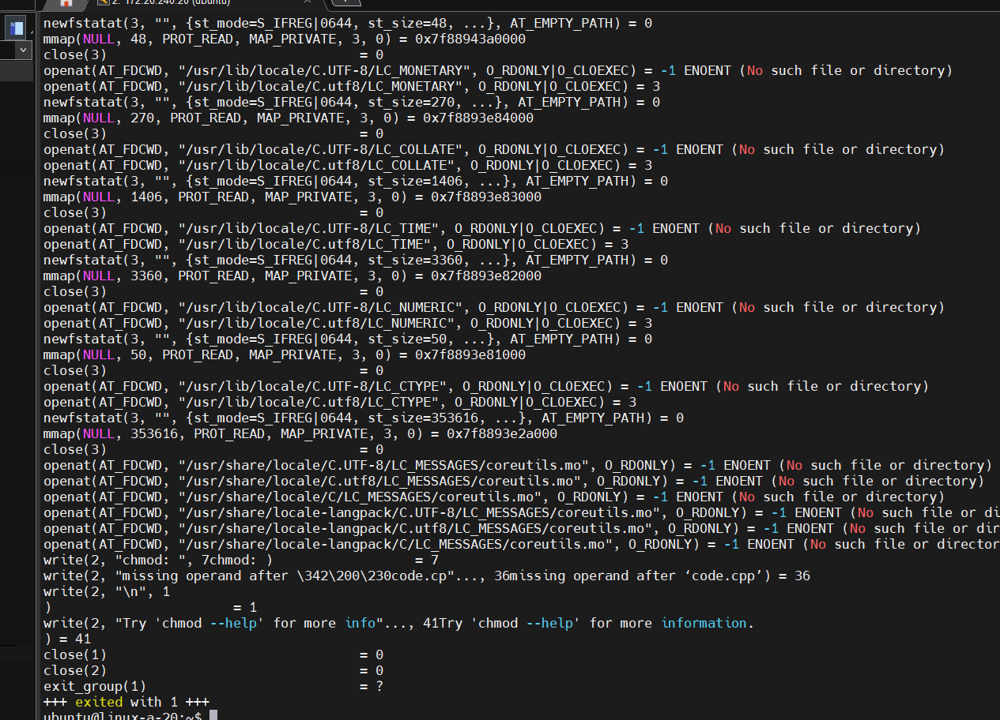 2. 172.20.240.20 (ubuntu)
newfstatat(3, "", {st_mode=S_IFREG|0644, st_size=48, ...}, AT_EMPTY_PATH) = 0
mmap(NULL, 48, PROT_READ, MAP_PRIVATE, 3, 0) = 0x7f88943a0000
close(3)                                = 0
openat(AT_FDCWD, "/usr/lib/locale/C.UTF-8/LC_MONETARY", O_RDONLY|O_CLOEXEC) = -1 ENOENT (No such file or directory)
openat(AT_FDCWD, "/usr/lib/locale/C.utf8/LC_MONETARY", O_RDONLY|O_CLOEXEC) = 3
newfstatat(3, "", {st_mode=S_IFREG|0644, st_size=270, ...}, AT_EMPTY_PATH) = 0
mmap(NULL, 270, PROT_READ, MAP_PRIVATE, 3, 0) = 0x7f8893e84000
close(3)                                = 0
openat(AT_FDCWD, "/usr/lib/locale/C.UTF-8/LC_COLLATE", O_RDONLY|O_CLOEXEC) = -1 ENOENT (No such file or directory)
openat(AT_FDCWD, "/usr/lib/locale/C.utf8/LC_COLLATE", O_RDONLY|O_CLOEXEC) = 3
newfstatat(3, "", {st_mode=S_IFREG|0644, st_size=1406, ...}, AT_EMPTY_PATH) = 0
mmap(NULL, 1406, PROT_READ, MAP_PRIVATE, 3, 0) = 0x7f8893e83000
close(3)                                = 0
openat(AT_FDCWD, "/usr/lib/locale/C.UTF-8/LC_TIME", O_RDONLY|O_CLOEXEC) = -1 ENOENT (No such file or directory)
openat(AT_FDCWD, "/usr/lib/locale/C.utf8/LC_TIME", O_RDONLY|O_CLOEXEC) = 3
newfstatat(3, "", {st_mode=S_IFREG|0644, st_size=3360, ...}, AT_EMPTY_PATH) = 0
mmap(NULL, 3360, PROT_READ, MAP_PRIVATE, 3, 0) = 0x7f8893e82000
close(3)                                = 0
openat(AT_FDCWD, "/usr/lib/locale/C.UTF-8/LC_NUMERIC", O_RDONLY|O_CLOEXEC) = -1 ENOENT (No such file or directory)
openat(AT_FDCWD, "/usr/lib/locale/C.utf8/LC_NUMERIC", O_RDONLY|O_CLOEXEC) = 3
newfstatat(3, "", {st_mode=S_IFREG|0644, st_size=50, ...}, AT_EMPTY_PATH) = 0
mmap(NULL, 50, PROT_READ, MAP_PRIVATE, 3, 0) = 0x7f8893e81000
close(3)                                = 0
openat(AT_FDCWD, "/usr/lib/locale/C.UTF-8/LC_CTYPE", O_RDONLY|O_CLOEXEC) = -1 ENOENT (No such file or directory)
openat(AT_FDCWD, "/usr/lib/locale/C.utf8/LC_CTYPE", O_RDONLY|O_CLOEXEC) = 3
newfstatat(3, "", {st_mode=S_IFREG|0644, st_size=353616, ...}, AT_EMPTY_PATH) = 0
mmap(NULL, 353616, PROT_READ, MAP_PRIVATE, 3, 0) = 0x7f8893e2a000
close(3)                                = 0
openat(AT_FDCWD, "/usr/share/locale/C.UTF-8/LC_MESSAGES/coreutils.mo", O_RDONLY) = -1 ENOENT (No such file or directory)
openat(AT_FDCWD, "/usr/share/locale/C.utf8/LC_MESSAGES/coreutils.mo", O_RDONLY) = -1 ENOENT (No such file or directory)
openat(AT_FDCWD, "/usr/share/locale/C/LC_MESSAGES/coreutils.mo", O_RDONLY) = -1 ENOENT (No such file or directory)
openat(AT_FDCWD, "/usr/share/locale-langpack/C.UTF-8/LC_MESSAGES/coreutils.mo", O_RDONLY) = -1 ENOENT (No such file or di
openat(AT_FDCWD, "/usr/share/locale-langpack/C.utf8/LC_MESSAGES/coreutils.mo", O_RDONLY) = -1 ENOENT (No such file or dir
openat(AT_FDCWD, "/usr/share/locale-langpack/C/LC_MESSAGES/coreutils.mo", O_RDONLY) = -1 ENOENT (No such file or director
write(2, "chmod: ", 7chmod: )                  = 7
write(2, "missing operand after \342\200\230code.cp"..., 36missing operand after ‘code.cpp’) = 36
write(2, "\n", 1
)                       = 1
write(2, "Try 'chmod --help' for more info"..., 41Try 'chmod --help' for more information.
) = 41
close(1)                                = 0
close(2)                                = 0
exit_group(1)                           = ?
+++ exited with 1 +++
ubuntu@linux-a-20:~$